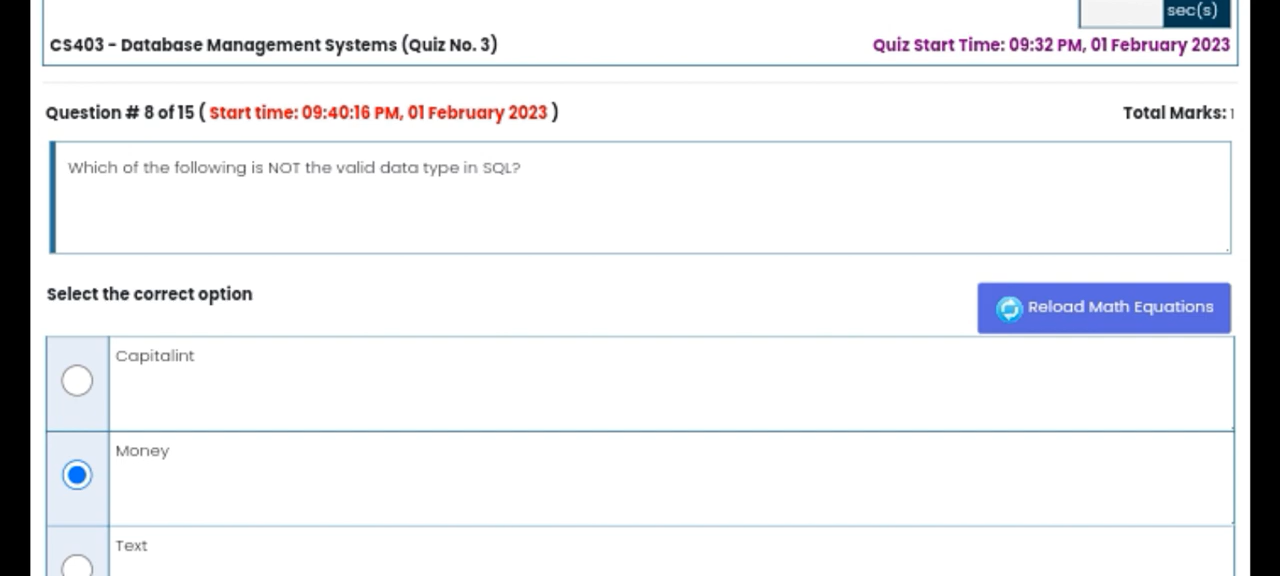 sec(s)
CS403 - Database Management Systems (Quiz No. 3)
Quiz Start Time: 09:32 PM, 01 February 2023
Question # 8 of 15 ( Start time: 09:40:16 PM, 01 February 2023 )
Total Marks: 1
Which of the following is NOT the valid data type in SQL?
Select the correct option
Reload Math Equations
Capitalint
Money
Text